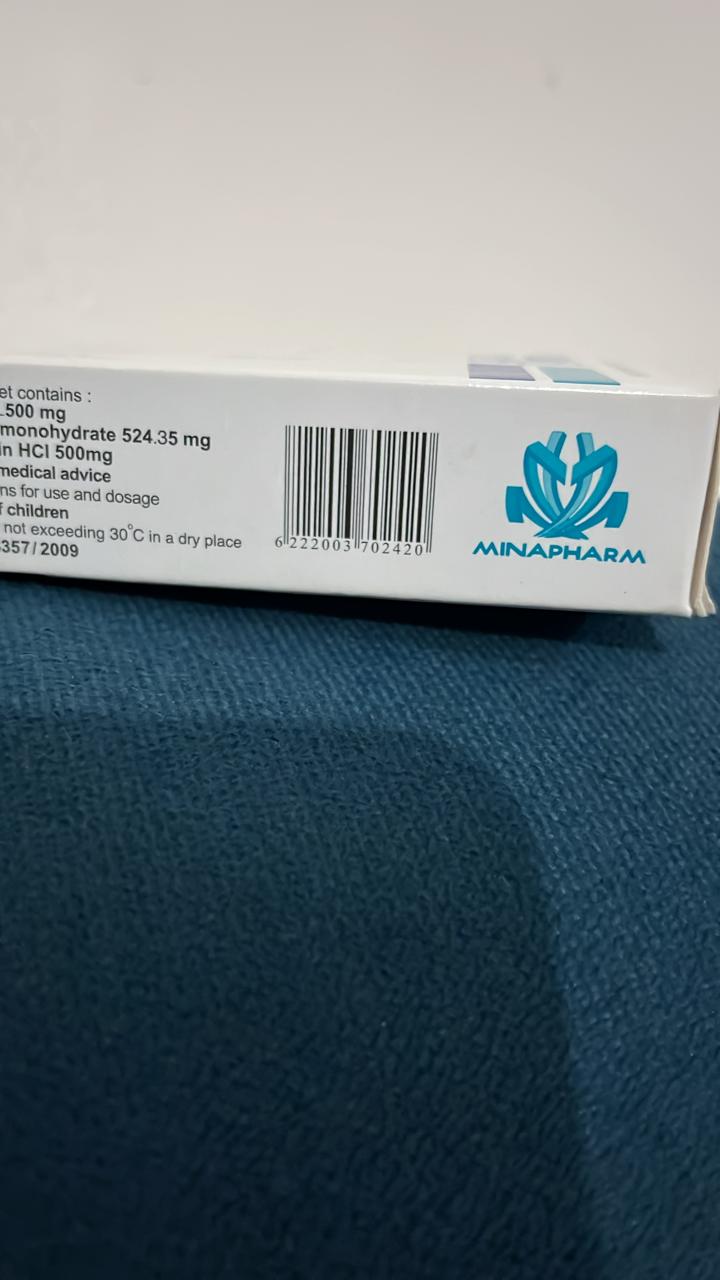 et contains :
.500 mg
monohydrate 524.35 mg
in HCl 500mg
medical advice
ns for use and dosage
f children
not exceeding 30°C in a dry place
357/2009
6 222003 702420
MINAPHARM